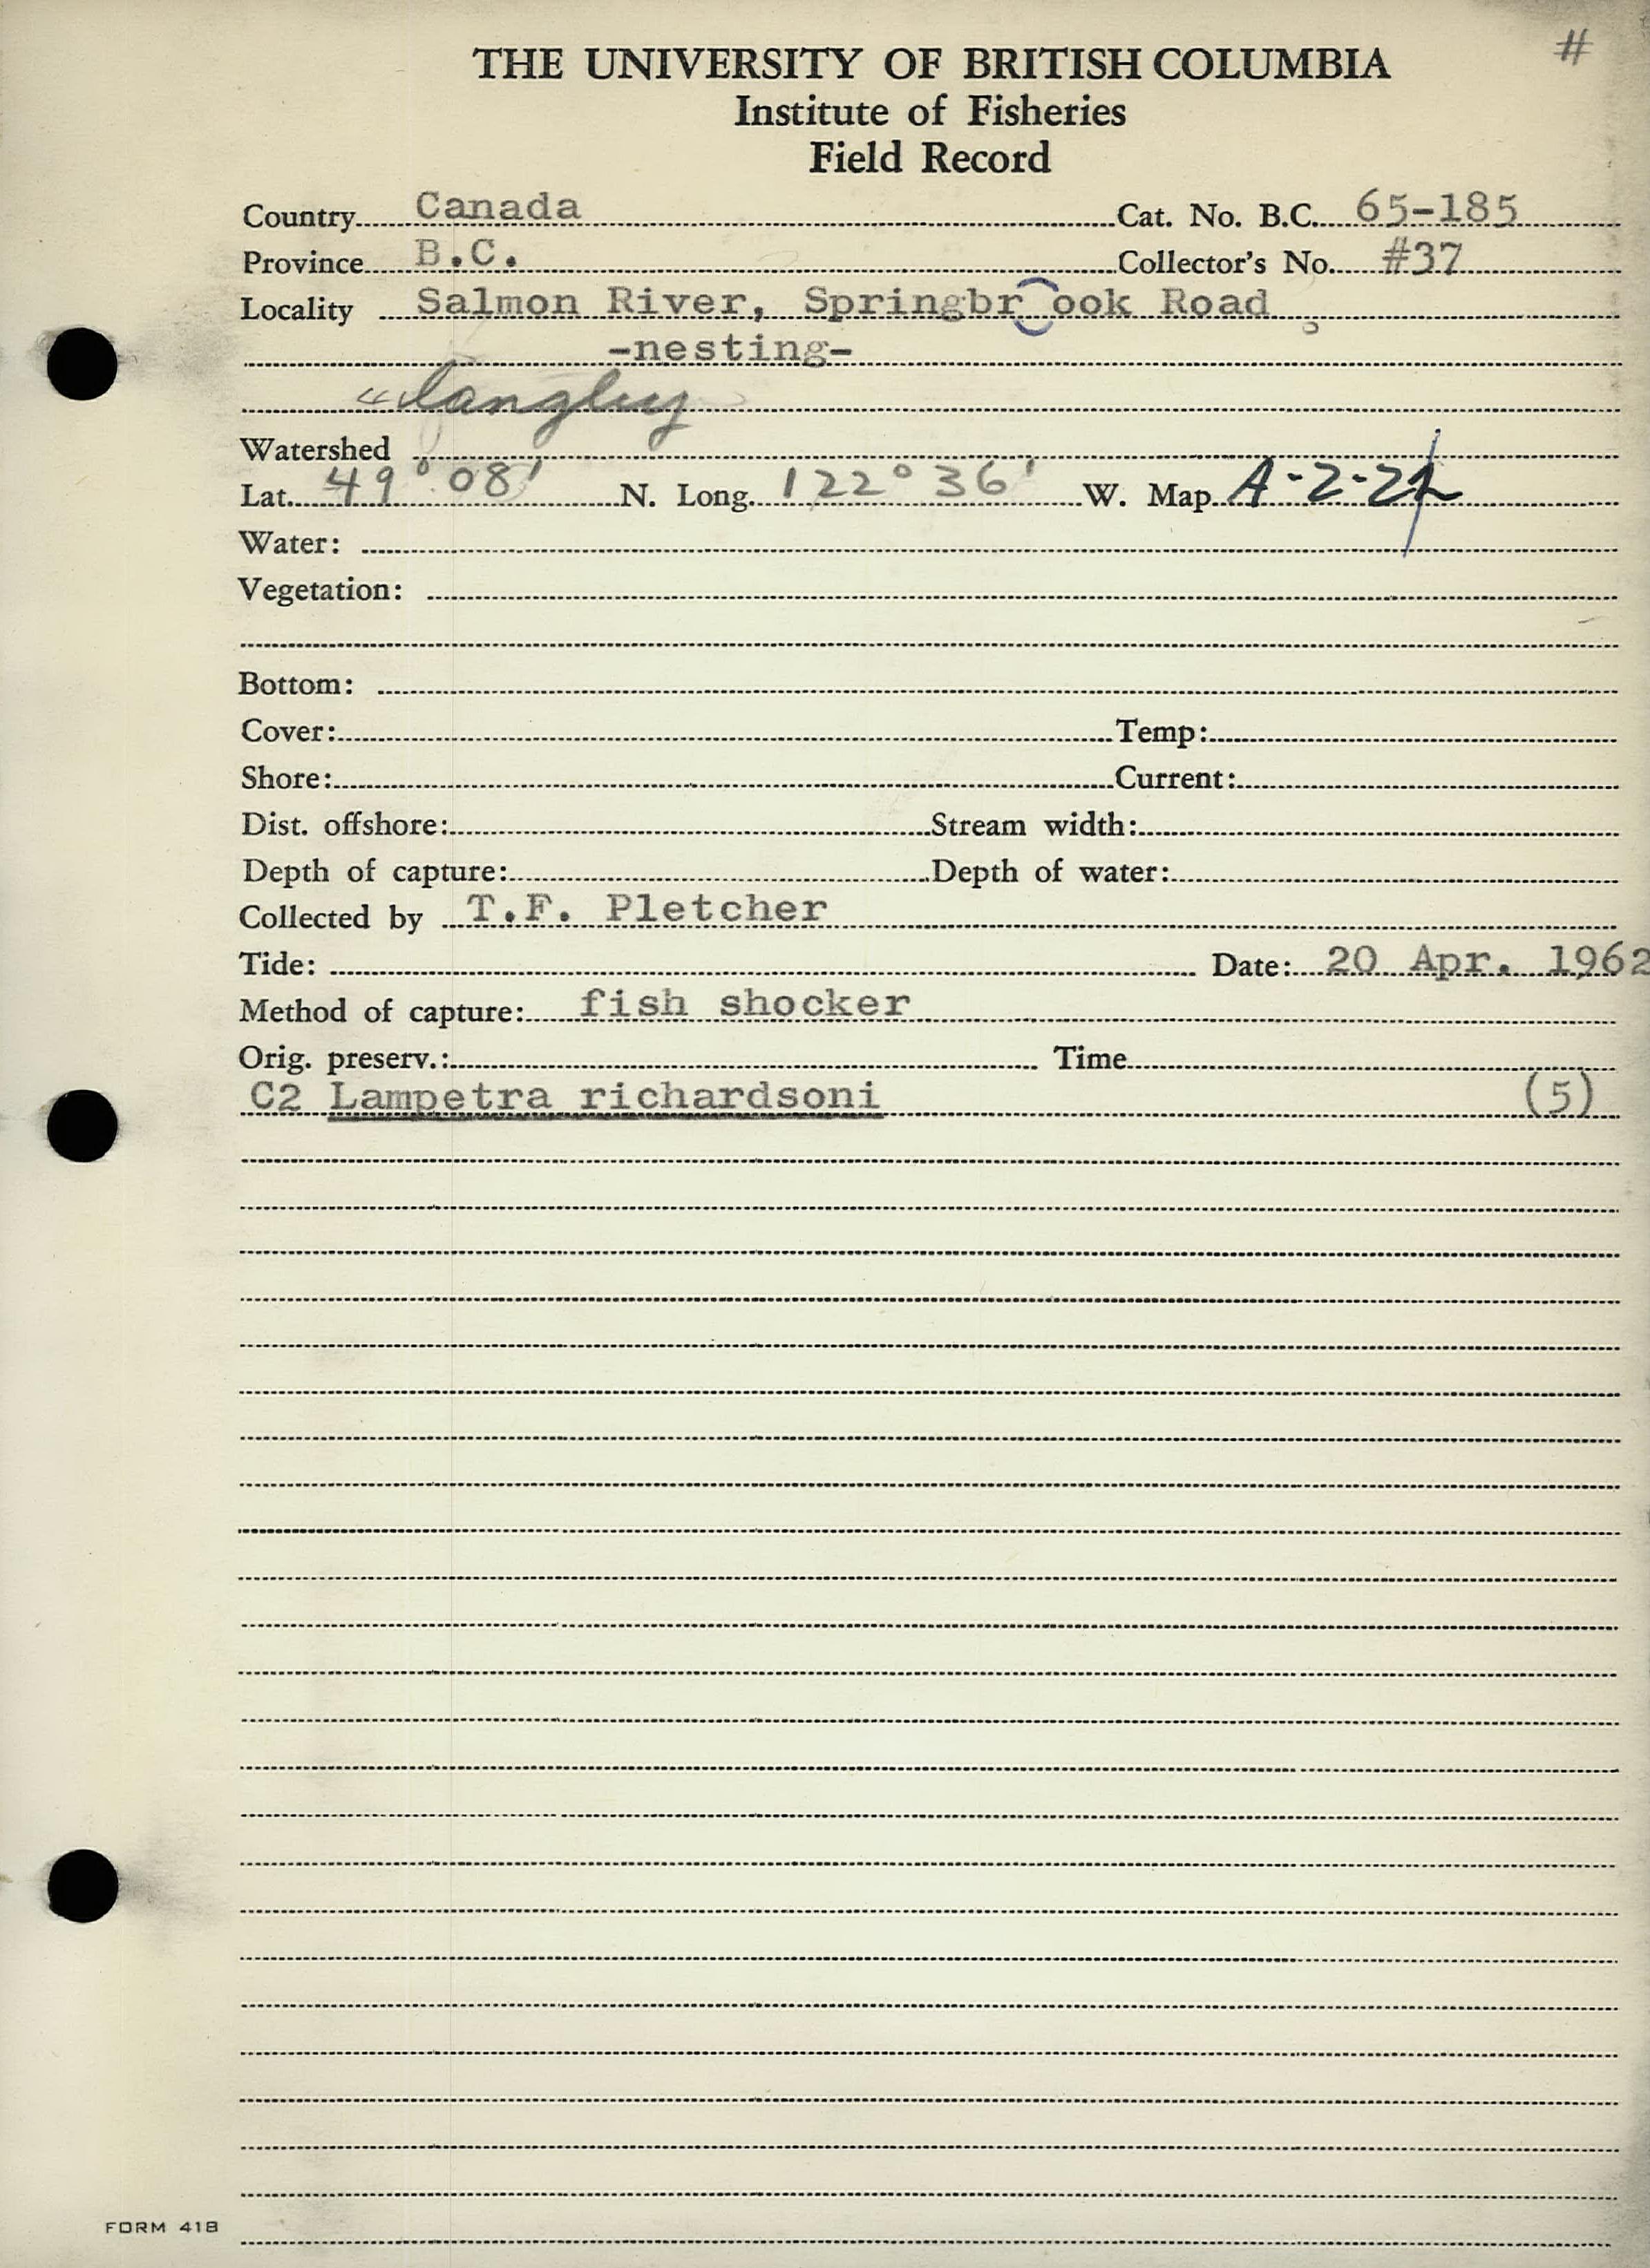 #
THE UNIVERSITY OF BRITISH COLUMBIA
Institute of Fisheries
Field Record
Country Canada Cat. No. B.C. 65-185
Province B.C. Collector's No. #37
Locality Salmon River, Springbr ook Road
-nesting-
Langley
Watershed
Lat. 49° 08' N. Long. 122° 36' W. Map A-2-2
Water:
Vegetation:
Bottom:
Cover: Temp:
Shore: Current:
Dist. offshore: Stream width:
Depth of capture: Depth of water:
Collected by T.F. Pletcher
Tide: Date: 20 Apr. 1962
Method of capture: fish shocker
Orig. preserv.: Time
C2 Lampetra richardsoni (5)
FORM 418